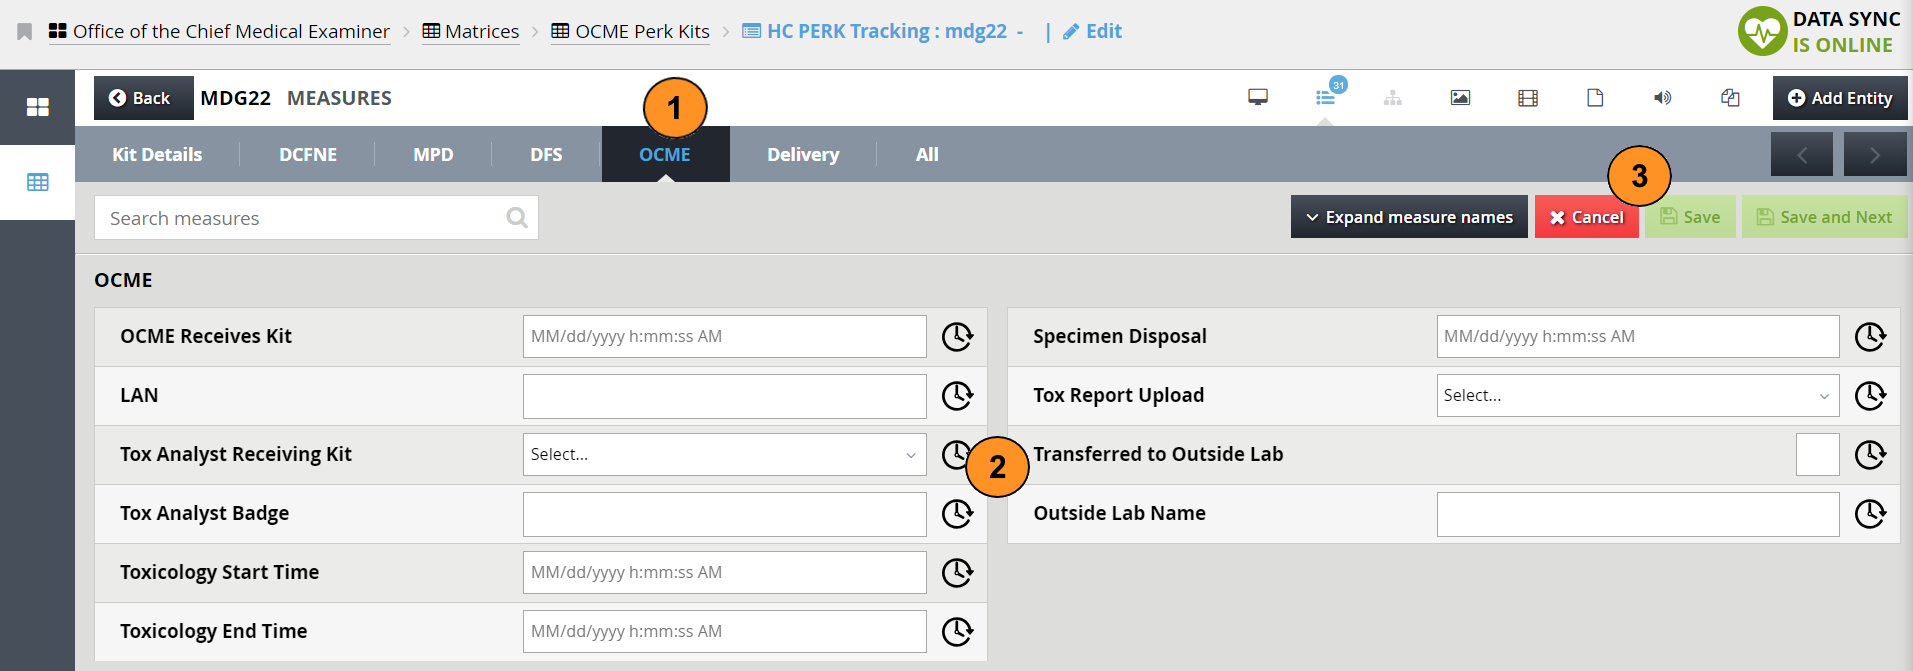 Office of the Chief Medical Examiner > Matrices > OCME Perk Kits > HC PERK Tracking : mdg22 - | Edit
DATA SYNC
IS ONLINE
Back MDG22 MEASURES
31
Add Entity
1
Kit Details DCFNE MPD DFS OCME Delivery All
3
Search measures
Expand measure names Cancel Save Save and Next
OCME
OCME Receives Kit MM/dd/yyyy h:mm:ss AM
Specimen Disposal MM/dd/yyyy h:mm:ss AM
LAN
Tox Report Upload Select...
Tox Analyst Receiving Kit Select...
2
Transferred to Outside Lab
Tox Analyst Badge
Outside Lab Name
Toxicology Start Time MM/dd/yyyy h:mm:ss AM
Toxicology End Time MM/dd/yyyy h:mm:ss AM